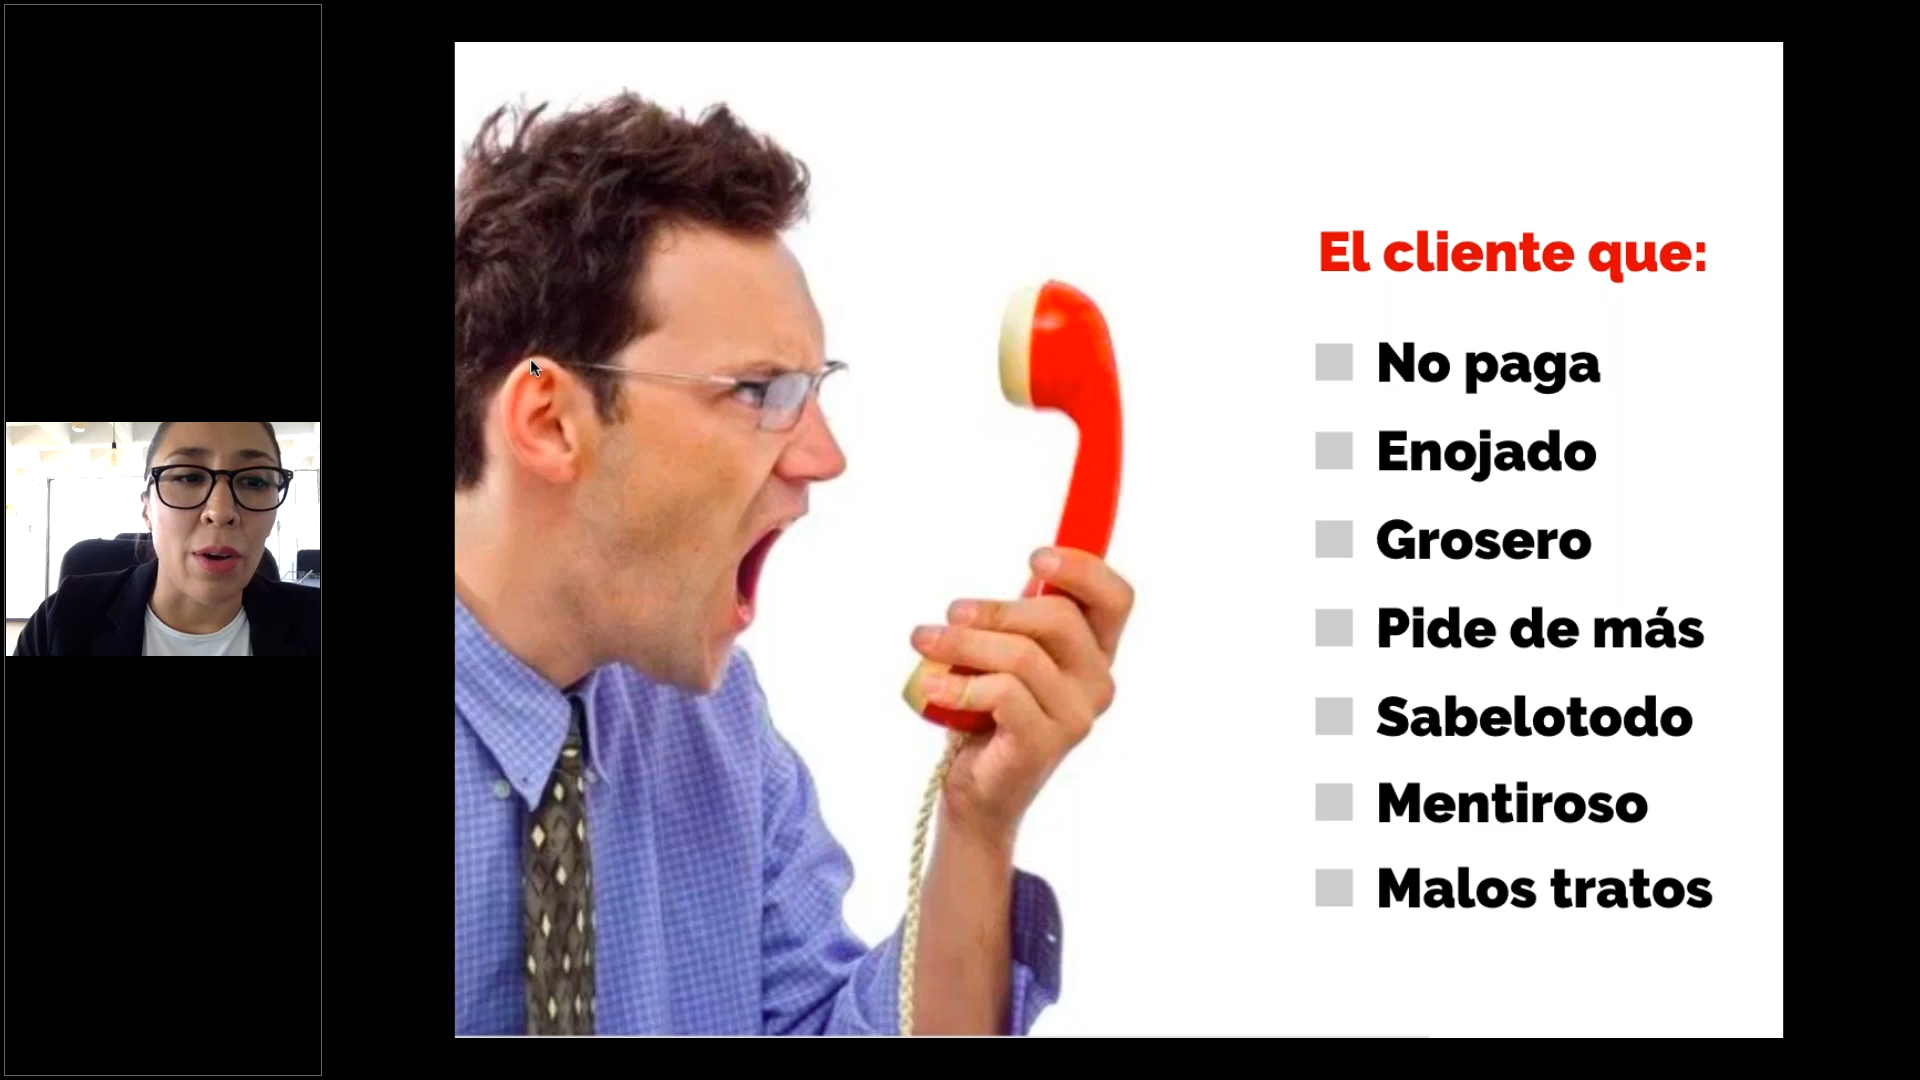 El cliente que:
No paga
Enojado
Grosero
Pide de más
Sabelotodo
Mentiroso
Malos tratos